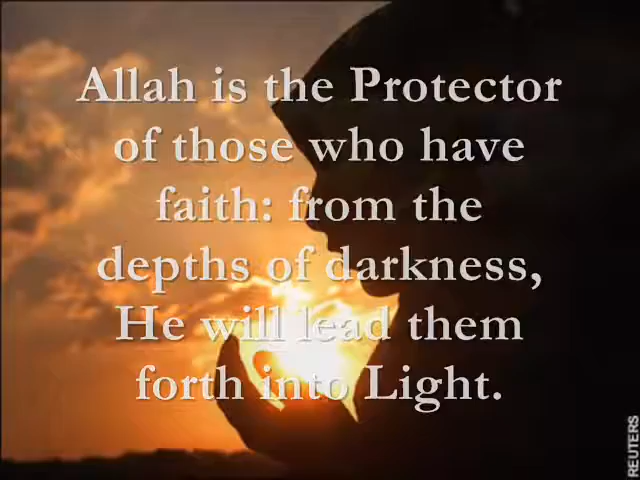 Allah is the Protector
of those who have
faith: from the
depths of darkness,
He will lead them
forth into Light.
REUTERS